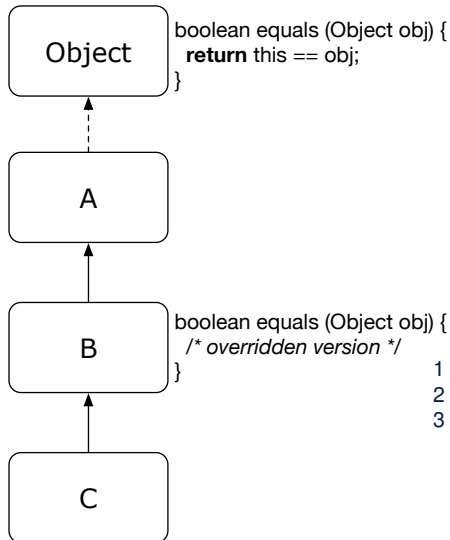 Object
boolean equals (Object obj) {
return this == obj;
}
A
B
boolean equals (Object obj) {
/* overridden version */
}
1
2
3
C